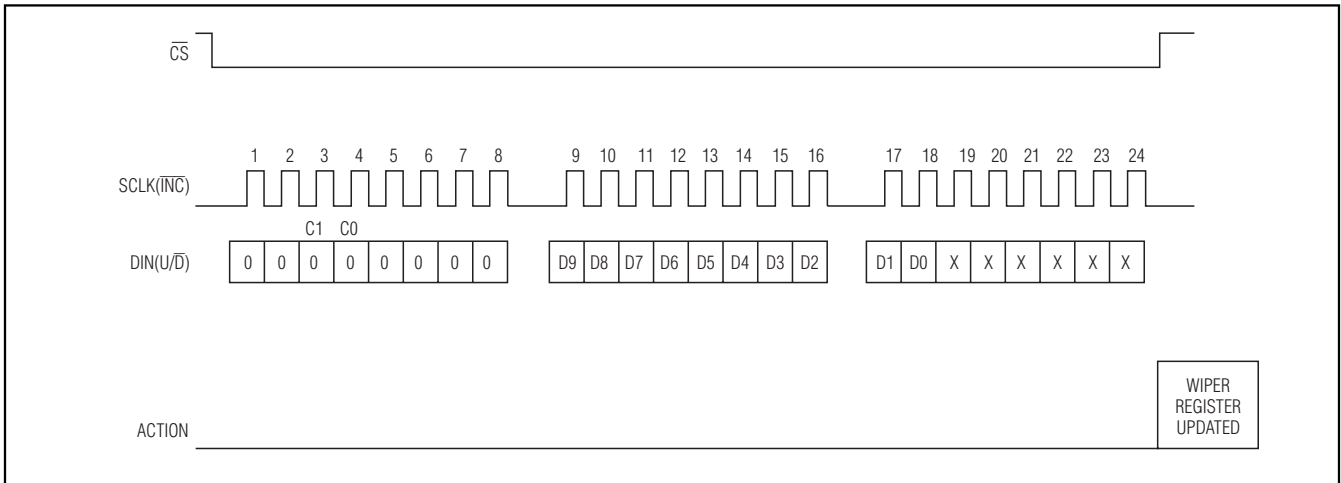 C̅S̅
1 2 3 4 5 6 7 8 9 10 11 12 13 14 15 16 17 18 19 20 21 22 23 24
SCLK(I̅N̅C̅)
C1 C0
DIN(U/D̅) 0 0 0 0 0 0 0 0 D9 D8 D7 D6 D5 D4 D3 D2 D1 D0 X X X X X X
WIPER
REGISTER
UPDATED
ACTION